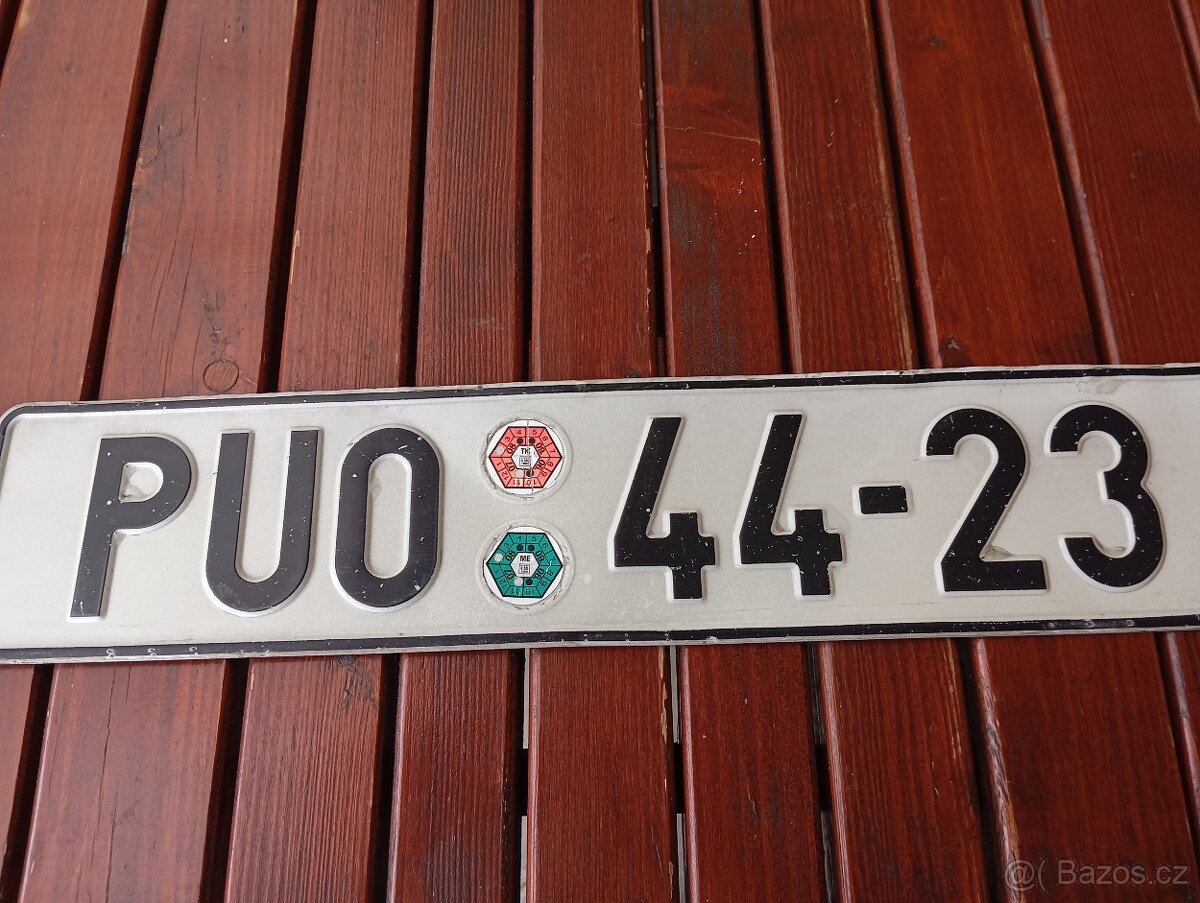 PUO 44-23
TK
ME
@( Bazos.cz